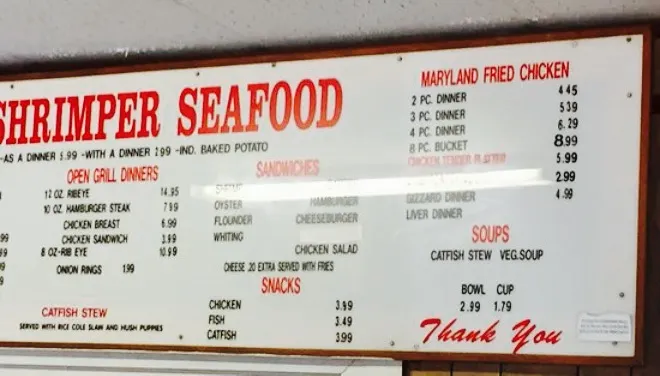 SHRIMPER SEAFOOD
-AS A DINNER 5.99 -WITH A DINNER 2.99 -IND. BAKED POTATO
OPEN GRILL DINNERS
12 OZ. RIBEYE 14.95
10 OZ. HAMBURGER STEAK 7.99
CHICKEN BREAST 6.99
CHICKEN SANDWICH 3.99
8 OZ-RIB EYE 10.99
ONION RINGS 1.99
CATFISH STEW
SERVED WITH RICE COLE SLAW AND HUSH PUPPIES
SANDWICHES
SHRIMP
OYSTER HAMBURGER
FLOUNDER CHEESEBURGER
WHITING
CHICKEN SALAD
CHEESE .20 EXTRA SERVED WITH FRIES
SNACKS
CHICKEN 3.99
FISH 3.49
CATFISH 3.99
MARYLAND FRIED CHICKEN
2 PC. DINNER 4.45
3 PC. DINNER 5.39
4 PC. DINNER 6.29
8 PC. BUCKET 8.99
CHICKEN TENDER PLATTER 5.99
2.99
GIZZARD DINNER 4.99
LIVER DINNER
SOUPS
CATFISH STEW VEG.SOUP
BOWL CUP
2.99 1.79
Thank You